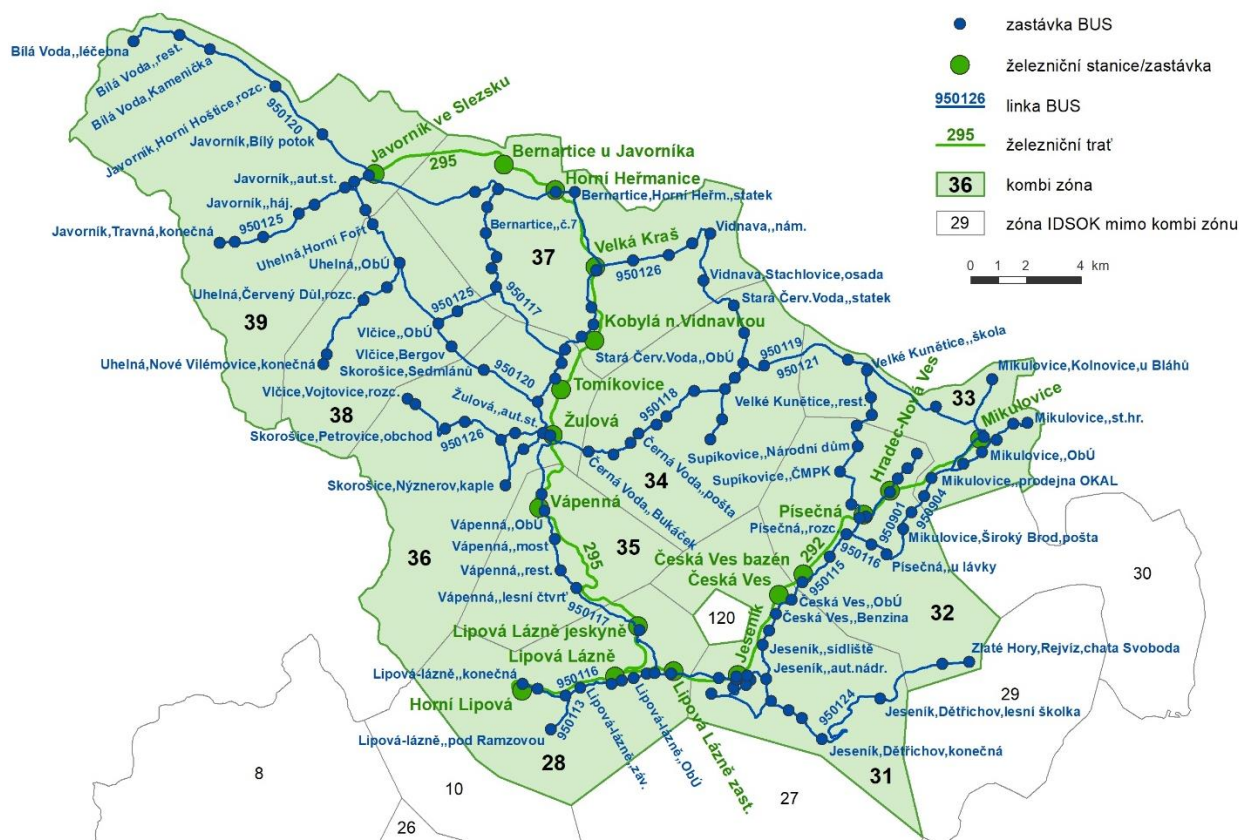 zastávka BUS
železniční stanice/zastávka
950126
linka BUS
295
železniční trať
36
kombi zóna
29
zóna IDSOK mimo kombi zónu
0 2 4 km
Bílá Voda,,léčebna
Bílá Voda,,rest.
Bílá Voda,Kamenička
Javorník,Horní Hoštice,rozc.
950120
Javorník,Bílý potok
Javorník ve Slezsku
295
Bernartice u Javorníka
Horní Heřmanice
Javorník,,aut.st.
Bernartice,Horní Heřm.,statek
Javorník,,háj.
950125
Javorník,Travná,konečná
Bernartice,,č.7
Vidnava,,nám.
Uhelná,Horní Fořt
37
Velká Kraš
950126
Uhelná,,ObÚ
Vidnava,Stachlovice,osada
Uhelná,Červený Důl,rozc.
950125
950117
Stará Červ.Voda,,statek
39
Kobylá n.Vidnavkou
Vlčice,,ObÚ
Velké Kunětice,,škola
Vlčice,Bergov
Stará Červ.Voda,,ObÚ
950119
950121
Uhelná,Nové Vilémovice,konečná
Skorošice,Sedmlánů
950120
Mikulovice,Kolnovice,u Bláhů
Tomíkovice
Vlčice,Vojtovice,rozc.
950118
Velké Kunětice,,rest.
Hradec-Nová Ves
33
Mikulovice
38
Žulová,,aut.st.
Žulová
Mikulovice,,st.hr.
Skorošice,Petrovice,obchod
950126
Černá Voda,,pošta
Supíkovice,,Národní dům
Mikulovice,,ObÚ
Supíkovice,,ČMPK
34
Mikulovice,,prodejna OKAL
Skorošice,Nýznerov,kaple
Černá Voda,,Bukáček
Vápenná
Písečná
950901
950904
Vápenná,,ObÚ
Písečná,,rozc.
Mikulovice,Široký Brod,pošta
35
Vápenná,,most
36
295
Česká Ves bazén
292
950116
Písečná,,u lávky
30
Vápenná,,rest.
Česká Ves
950115
Vápenná,,lesní čtvrť
950117
Česká Ves,,ObÚ
32
120
Česká Ves,,Benzina
Lipová Lázně jeskyně
Jeseník
Jeseník,,sídliště
Zlaté Hory,Rejvíz,chata Svoboda
Lipová Lázně
Jeseník,,aut.nádr.
Lipová-lázně,,konečná
950116
29
Horní Lipová
950124
950113
Lipová-lázně,,záv.
Lipová-lázně,,ObÚ
Lipová Lázně zast.
Jeseník,Dětřichov,lesní školka
Lipová-lázně,,pod Ramzovou
Jeseník,Dětřichov,konečná
28
31
8
10
27
26